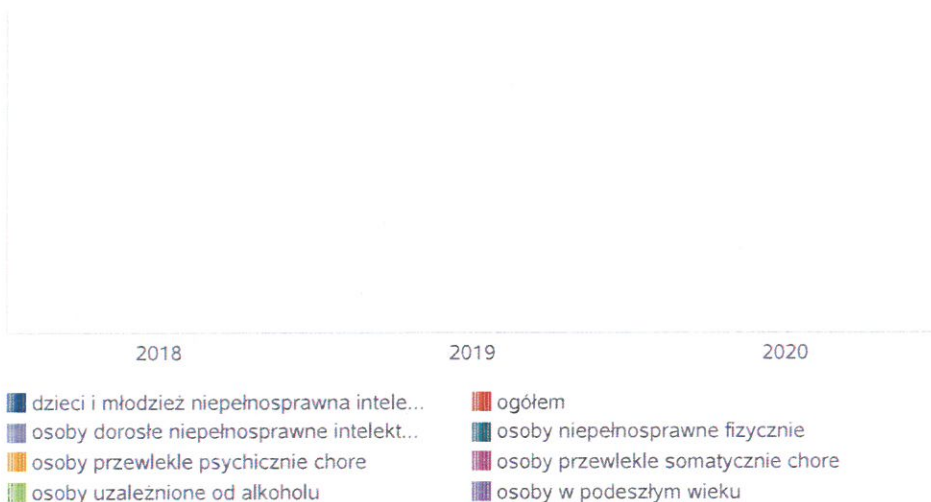 2018 2019 2020
dzieci i młodzież niepełnosprawna intele... ogółem
osoby dorosłe niepełnosprawne intelekt... osoby niepełnosprawne fizycznie
osoby przewlekle psychicznie chore osoby przewlekle somatycznie chore
osoby uzależnione od alkoholu osoby w podeszłym wieku